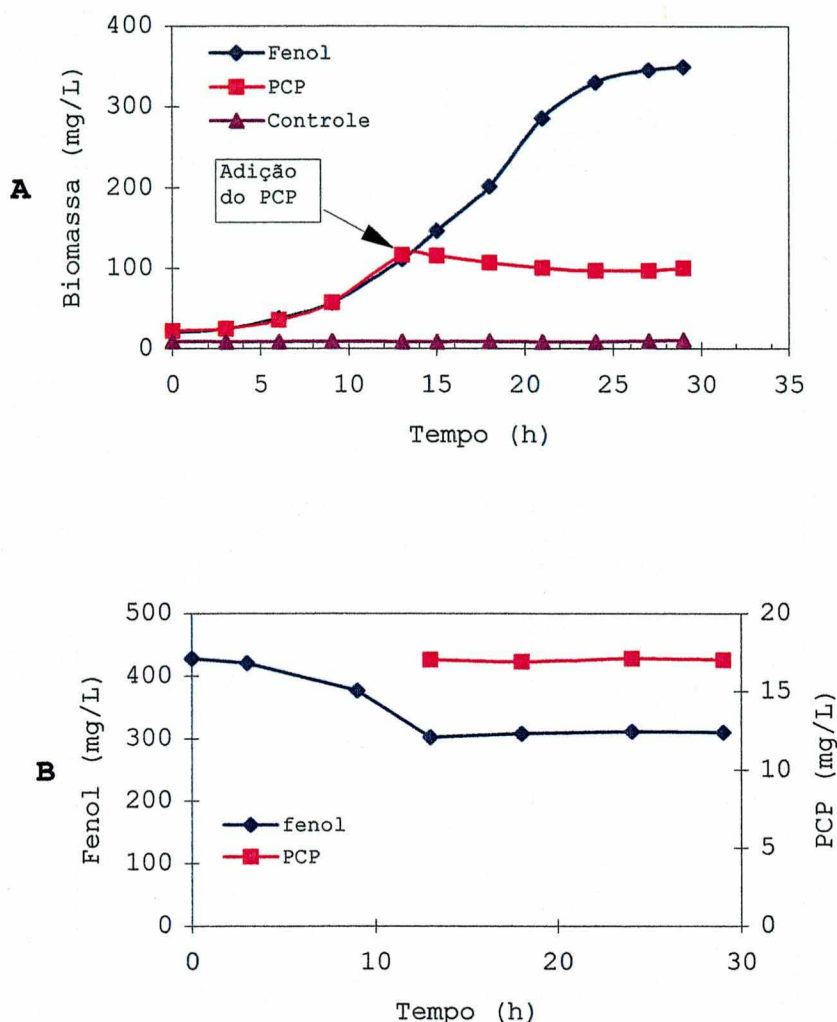 A
Biomassa (mg/L)
400
300
200
100
0
Fenol
PCP
Controle
Adição
do PCP
0 5 10 15 20 25 30 35
Tempo (h)
B
Fenol (mg/L)
500
400
300
200
100
0
fenol
PCP
20
15
10
5
0
PCP (mg/L)
0 10 20 30
Tempo (h)